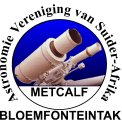 Astronomie Vereniging van Suider-Afrika
METCALF
BLOEMFONTEINTAK